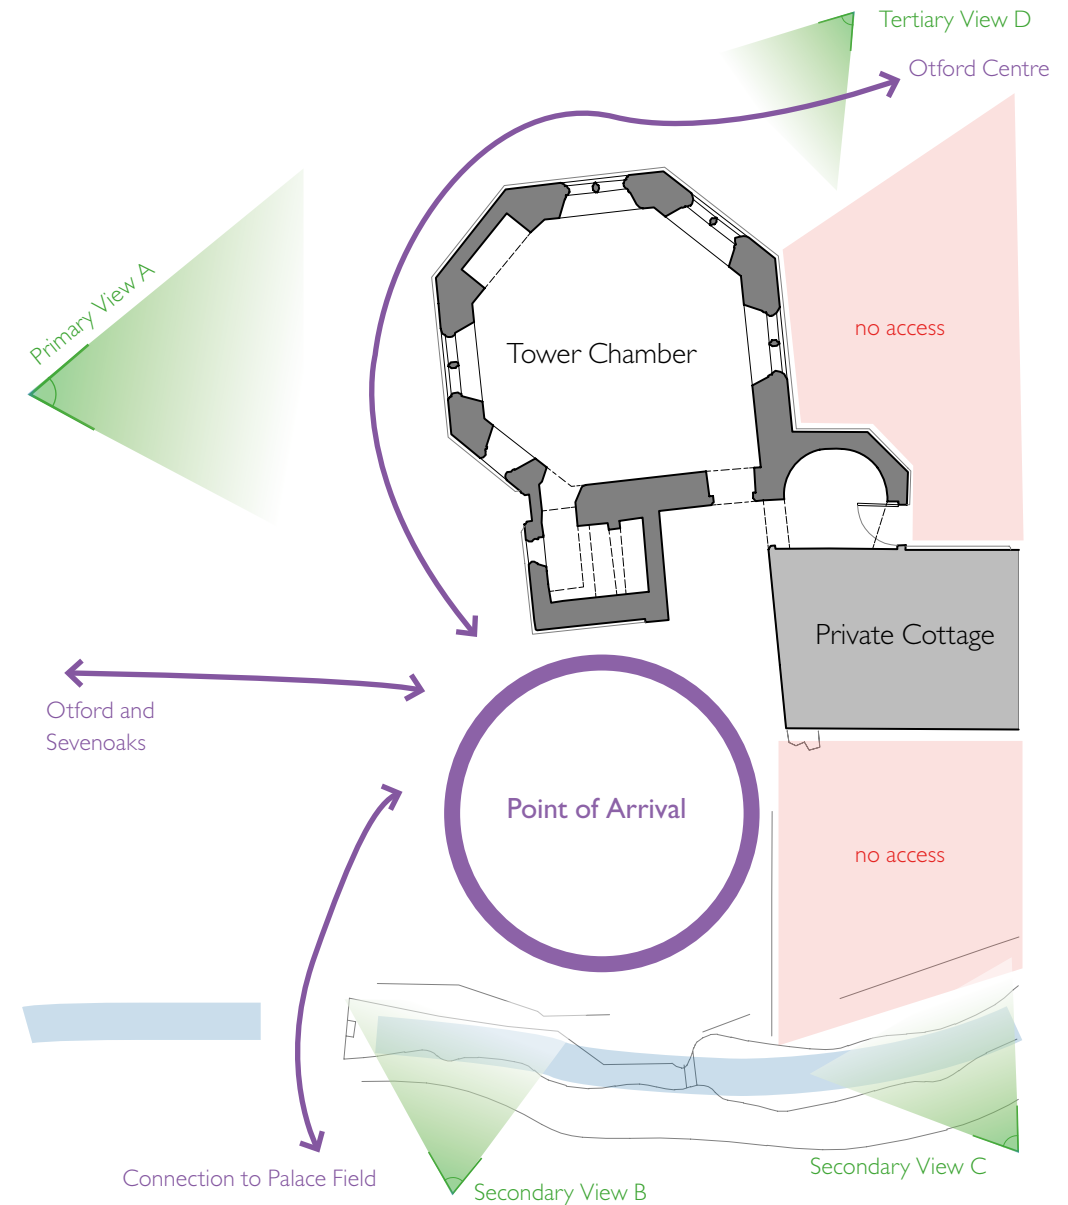 Tertiary View D
Otford Centre
Primary View A
no access
Tower Chamber
Private Cottage
Otford and
Sevenoaks
Point of Arrival
no access
Secondary View C
Connection to Palace Field
Secondary View B